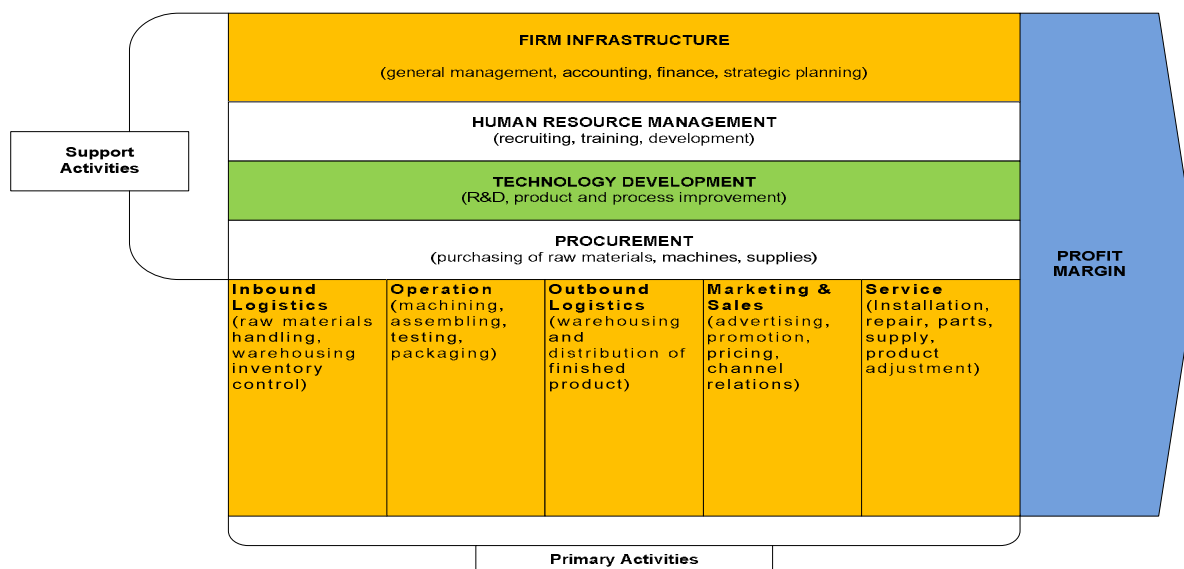 FIRM INFRASTRUCTURE
(general management, accounting, finance, strategic planning)
HUMAN RESOURCE MANAGEMENT
(recruiting, training, development)
Support
Activities
TECHNOLOGY DEVELOPMENT
(R&D, product and process improvement)
PROCUREMENT
(purchasing of raw materials, machines, supplies)
PROFIT
MARGIN
Inbound
Logistics
(raw materials
handling,
warehousing
inventory
control)
Operation
(machining,
assembling,
testing,
packaging)
Outbound
Logistics
(warehousing
and
distribution of
finished
product)
Marketing &
Sales
(advertising,
promotion,
pricing,
channel
relations)
Service
(Installation,
repair, parts,
supply,
product
adjustment)
Primary Activities